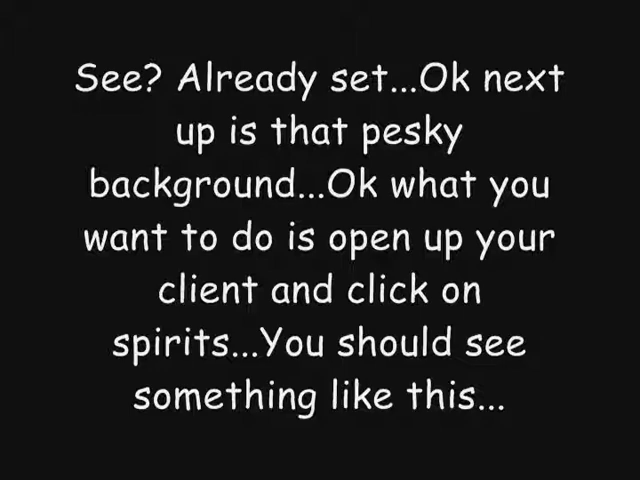 See? Already set...Ok next
up is that pesky
background...Ok what you
want to do is open up your
client and click on
spirits...You should see
something like this...